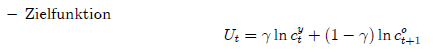 – Zielfunktion
U_t = γ ln c_t^y + (1 − γ) ln c_{t+1}^o